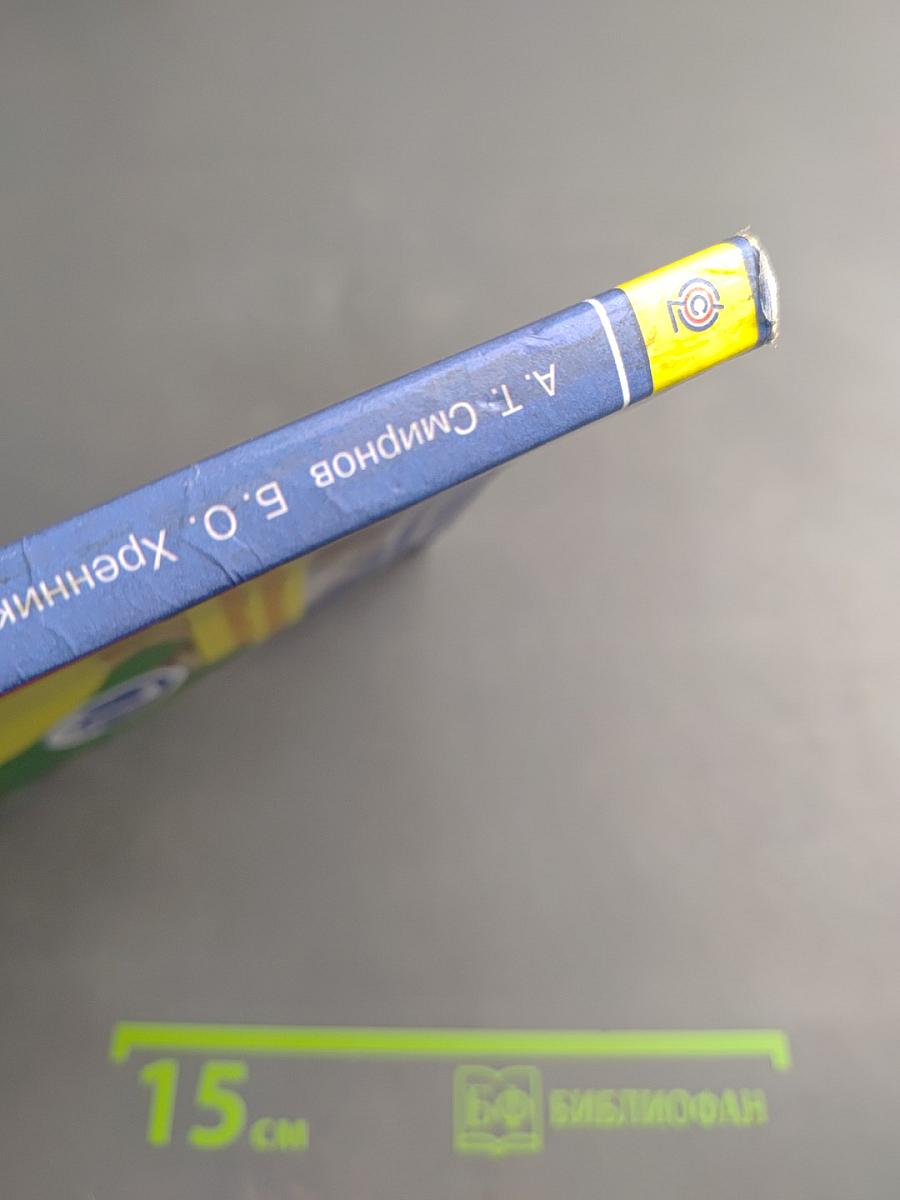 А. Т. Смирнов Б. О. Хренник
15 см
БФ БИБЛИОФАН